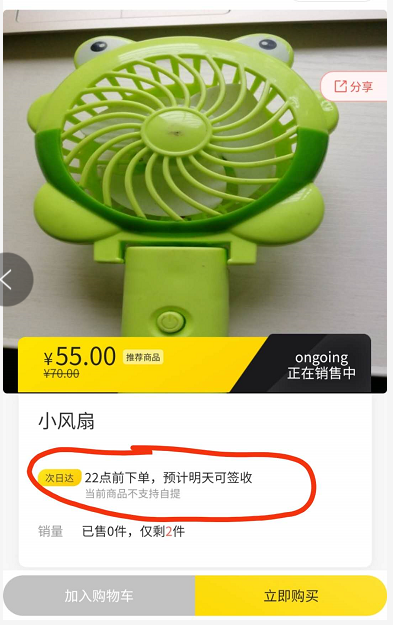 分享
¥55.00 推荐商品
¥70.00
ongoing
正在销售中
小风扇
次日达 22点前下单，预计明天可签收
当前商品不支持自提
销量 已售0件，仅剩2件
加入购物车 立即购买